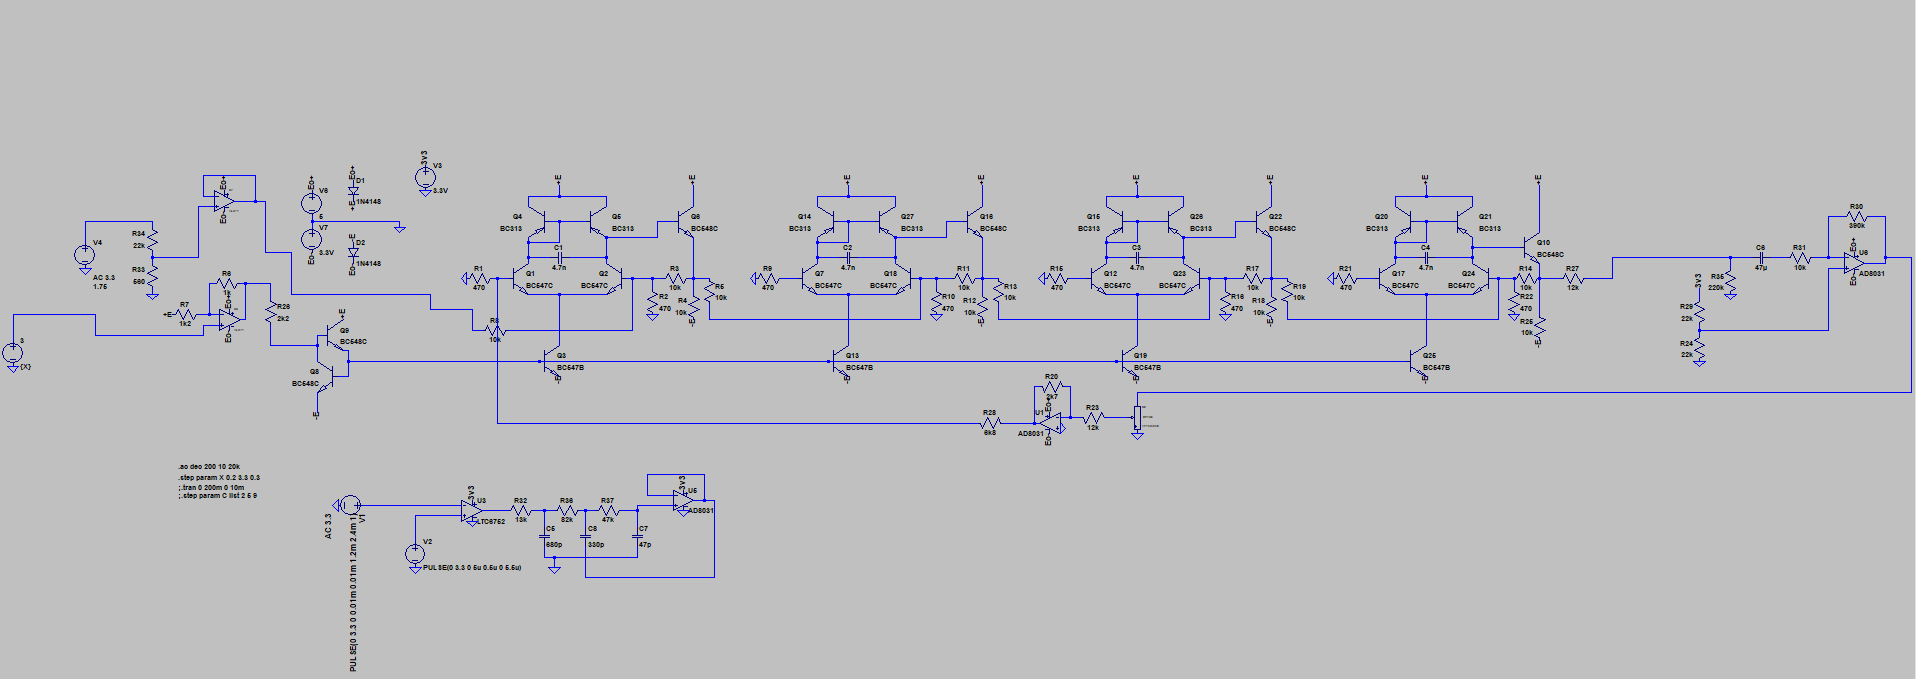 +E
+E
+E
+E
+E
+E
+E
+E
3v3
V3
3.3V
Eo+
Eo+
V6
5
V7
3.3V
Eo-
Eo+
D1
1N4148
+E
-E
D2
1N4148
Eo-
Eo-
V4
AC 3.3
1.75
R34
22k
R33
560
R6
1k
Eo+
Eo-
R7
1k2
+E
R26
2k2
3
{X}
+E
Q9
BC548C
Q8
BC548C
-E
Q4
BC313
Q5
BC313
Q6
BC548C
C1
4.7n
R1
470
Q1
BC547C
Q2
BC547C
R3
10k
R2
470
R4
10k
R5
10k
-E
R8
10k
Q3
BC547B
-E
Q14
BC313
Q27
BC313
Q16
BC548C
C2
4.7n
R9
470
Q7
BC547C
Q18
BC547C
R11
10k
R10
470
R12
10k
R13
10k
-E
Q13
BC547B
-E
Q15
BC313
Q26
BC313
Q22
BC548C
C3
4.7n
R15
470
Q12
BC547C
Q23
BC547C
R17
10k
R16
470
R18
10k
R19
10k
-E
Q19
BC547B
-E
Q20
BC313
Q21
BC313
Q10
BC548C
C4
4.7n
R21
470
Q17
BC547C
Q24
BC547C
R14
10k
R22
470
R25
10k
R27
12k
-E
Q25
BC547B
-E
R30
390k
C6
47µ
R31
10k
R35
220k
Eo+
U6
AD8031
Eo-
3v3
R29
22k
R24
22k
R20
2k7
Eo+
U1
AD8031
Eo-
R28
6k8
R23
12k
.ac dec 200 10 20k
.step param X 0.2 3.3 0.3
;.tran 0 200m 0 10m
;.step param C list 2 5 9
AC 3.3
V1
PULSE(0 3.3 0 0.01m 0.01m 1.2m 2.4m 1)
V2
PULSE(0 3.3 0 5u 0.5u 0 5.5u)
3v3
U3
LTC6752
R32
13k
R36
82k
R37
47k
C5
680p
C8
330p
C7
47p
3v3
U5
AD8031